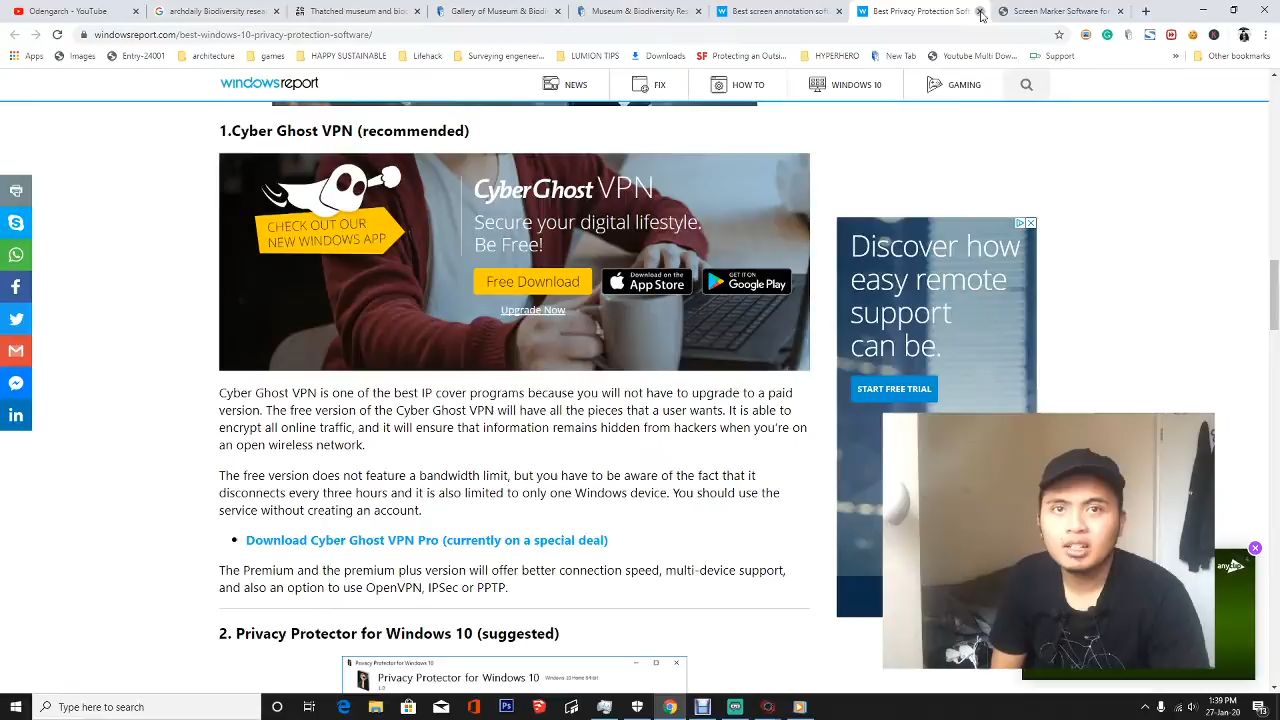 Odengarch - YouTube
archdaily Biodiversity resea
Thatched museum and biod
Gallery of Museum & Biodi
Museum & Biodiversity Res
Best screen annotation soft
Best Privacy Protection Soft
Screen Marker Software for
windowsreport.com/best-windows-10-privacy-protection-software/
Apps
Images
Entry-24001
architecture
games
HAPPY SUSTAINABLE
Lifehack
Surveying engineer...
LUMION TIPS
Downloads
SF Protecting an Outsi...
HYPERHERO
New Tab
Youtube Multi Dow...
Support
Other bookmarks
windowsreport
NEWS
FIX
HOW TO
WINDOWS 10
GAMING
1.Cyber Ghost VPN (recommended)
CHECK OUT OUR
NEW WINDOWS APP
CyberGhost VPN
Secure your digital lifestyle.
Be Free!
Free Download
Download on the
App Store
GET IT ON
Google Play
Upgrade Now
Discover how
easy remote
support
can be.
START FREE TRIAL
Cyber Ghost VPN is one of the best IP cover programs because you will not have to upgrade to a paid
version. The free version of the Cyber Ghost VPN will have all the pieces that a user wants. It is able to
encrypt all online traffic, and it will ensure that information remains hidden from hackers when you're on
an open wireless network.
The free version does not feature a bandwidth limit, but you have to be aware of the fact that it
disconnects every three hours and it is also limited to only one Windows device. You should use the
service without creating an account.
Download Cyber Ghost VPN Pro (currently on a special deal)
The Premium and the premium plus version will offer better connection speed, multi-device support,
and also an option to use OpenVPN, IPSec or PPTP.
any
2. Privacy Protector for Windows 10 (suggested)
Privacy Protector for Windows 10
Privacy Protector for Windows 10
Windows 10 Home 64-bit
1.0
Type here to search
1:39 PM
27-Jan-20